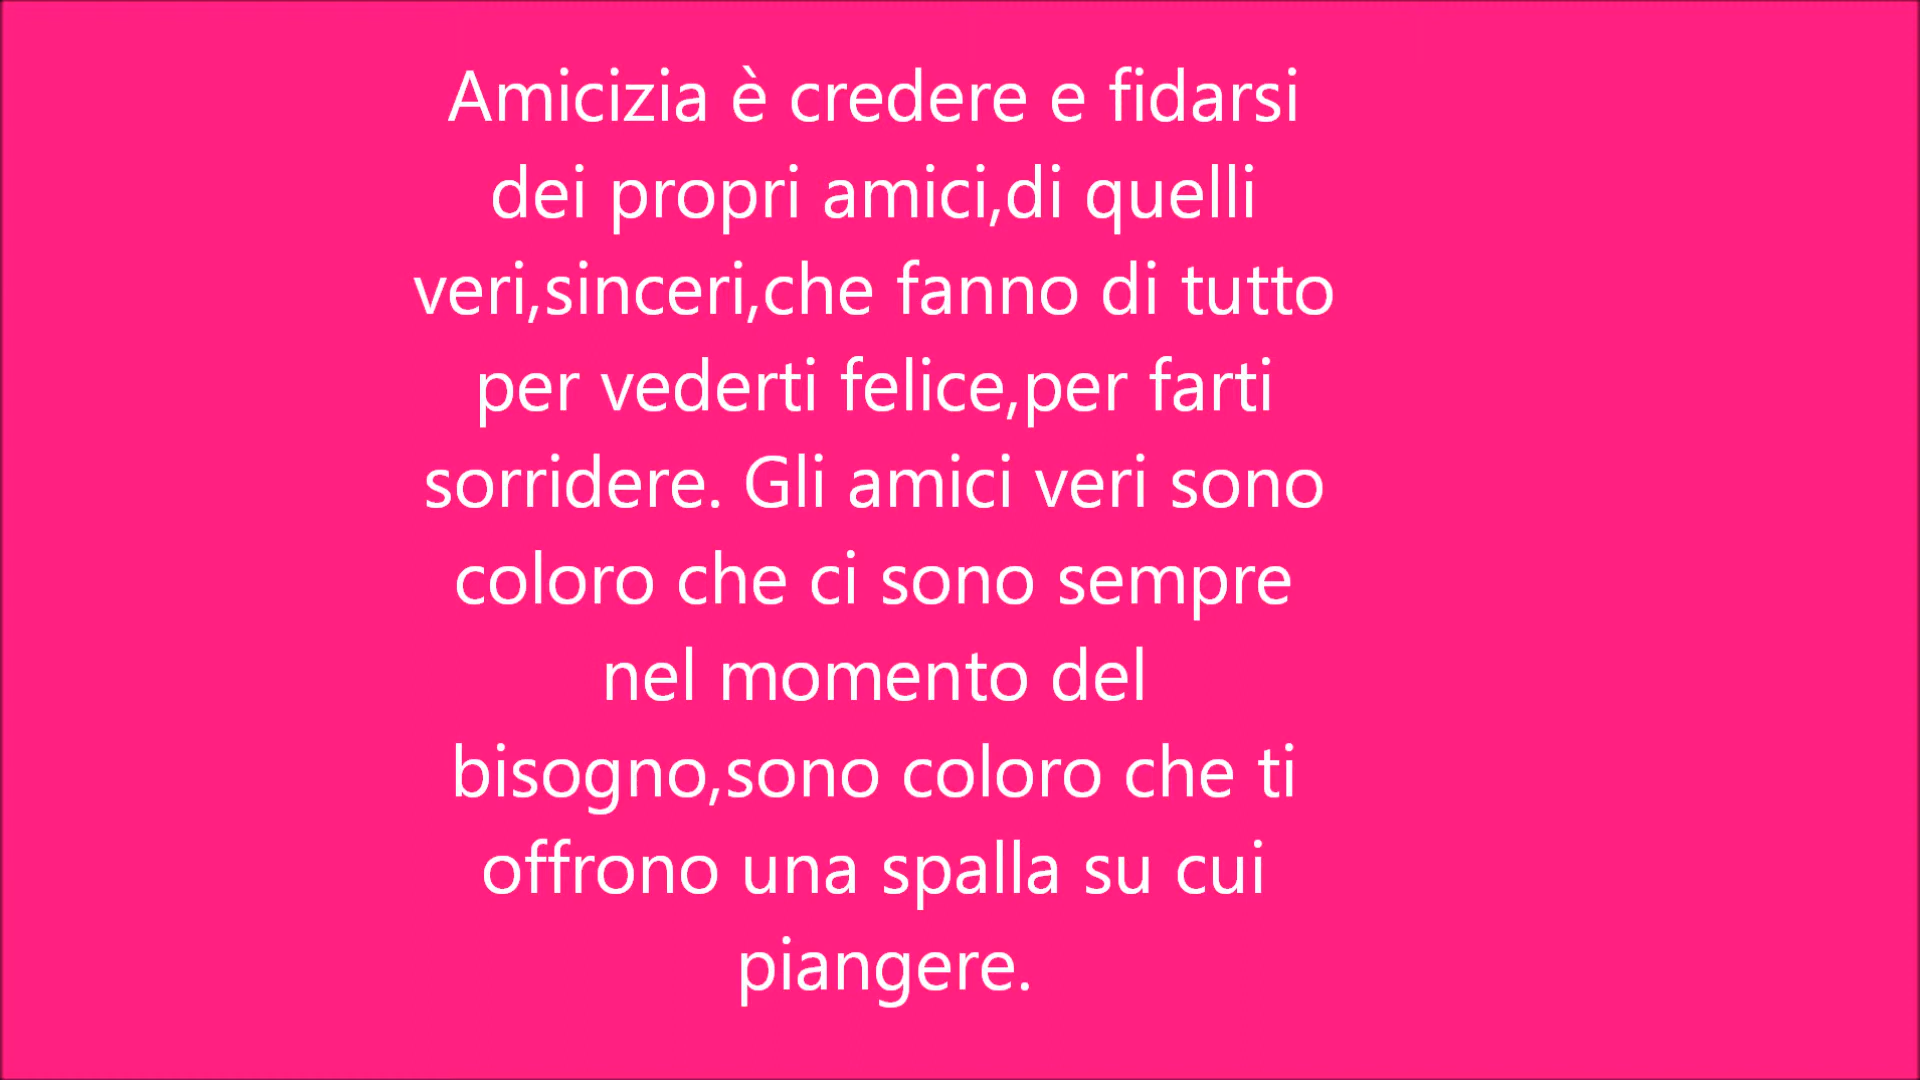 Amicizia è credere e fidarsi
dei propri amici,di quelli
veri,sinceri,che fanno di tutto
per vederti felice,per farti
sorridere. Gli amici veri sono
coloro che ci sono sempre
nel momento del
bisogno,sono coloro che ti
offrono una spalla su cui
piangere.